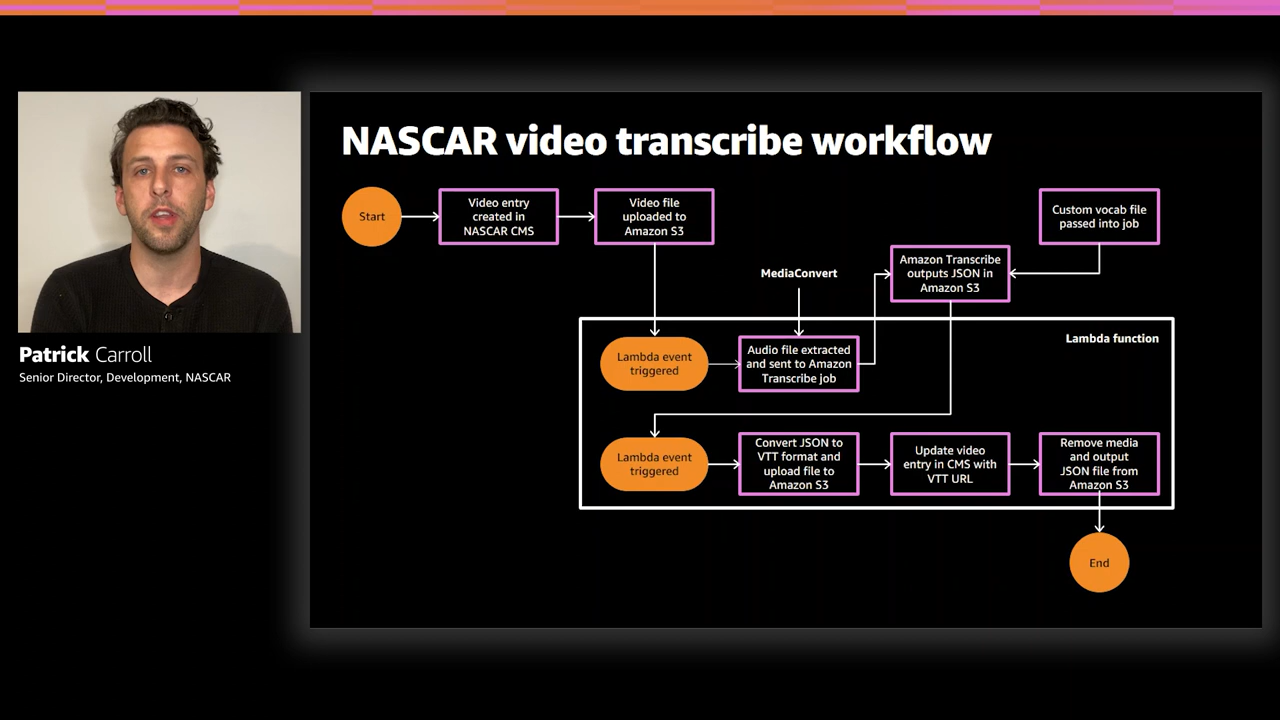 NASCAR video transcribe workflow
Start
Video entry
created in
NASCAR CMS
Video file
uploaded to
Amazon S3
Custom vocab file
passed into job
MediaConvert
Amazon Transcribe
outputs JSON in
Amazon S3
Lambda function
Lambda event
triggered
Audio file extracted
and sent to Amazon
Transcribe job
Lambda event
triggered
Convert JSON to
VTT format and
upload file to
Amazon S3
Update video
entry in CMS with
VTT URL
Remove media
and output
JSON file from
Amazon S3
End
Patrick Carroll
Senior Director, Development, NASCAR